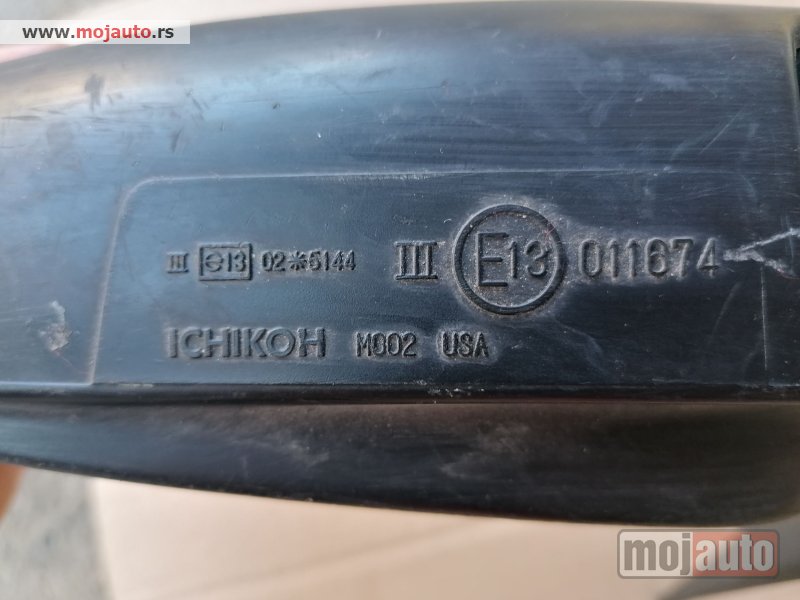 www.mojauto.rs
III e13 02*5144 III E13 011674
ICHIKOH M002 USA
mojauto